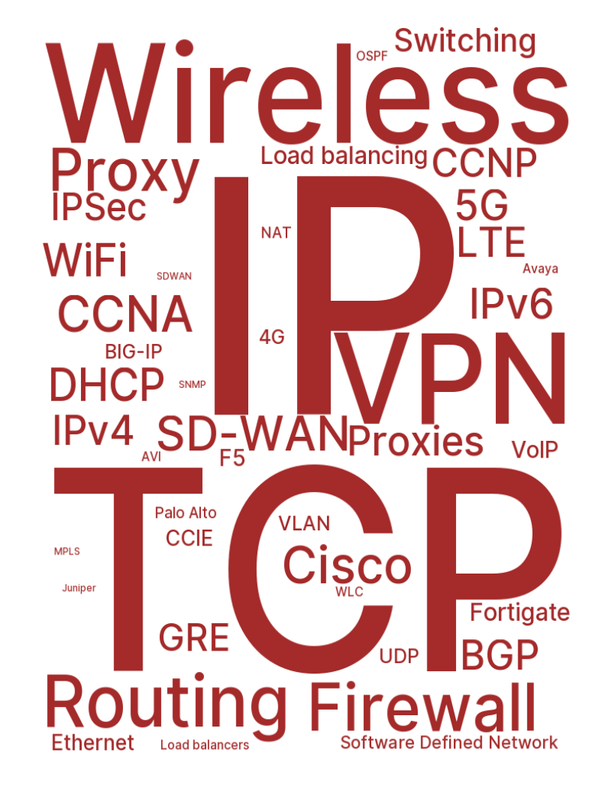 Wireless
OSPF
Switching
Proxy
Load balancing
CCNP
IPSec
IP
5G
NAT
LTE
WiFi
SDWAN
Avaya
CCNA
IPv6
BIG-IP
4G
VPN
DHCP
SNMP
IPv4
SD-WAN
Proxies
VoIP
AVI
F5
TCP
Palo Alto
VLAN
CCIE
MPLS
Cisco
Juniper
WLC
Fortigate
GRE
UDP
BGP
Routing
Firewall
Ethernet
Load balancers
Software Defined Network